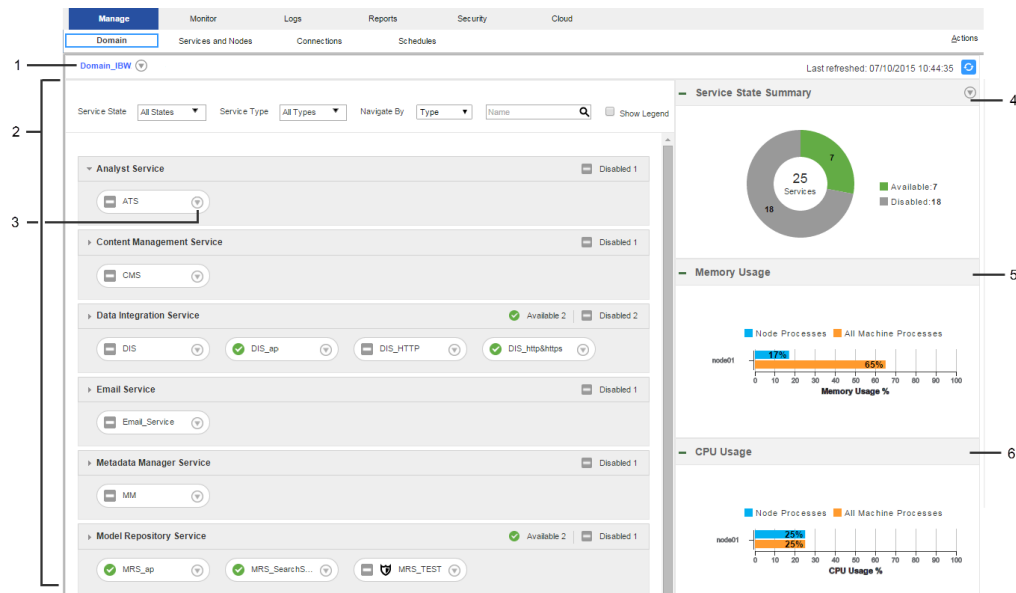 Manage Monitor Logs Reports Security Cloud
Domain Services and Nodes Connections Schedules Actions
1 Domain_IBW Last refreshed: 07/10/2015 10:44:35
2
Service State All States Service Type All Types Navigate By Type Name Show Legend
Analyst Service Disabled 1
ATS
3
Content Management Service Disabled 1
CMS
Data Integration Service Available 2 Disabled 2
DIS DIS_ap DIS_HTTP DIS_http&https
Email Service Disabled 1
Email_Service
Metadata Manager Service Disabled 1
MM
Model Repository Service Available 2 Disabled 1
MRS_ap MRS_SearchS... MRS_TEST
Service State Summary 4
7
25
Services
18
Available:7
Disabled:18
Memory Usage 5
Node Processes All Machine Processes
17%
node01
65%
0 10 20 30 40 50 60 70 80 90 100
Memory Usage %
CPU Usage 6
Node Processes All Machine Processes
25%
node01
25%
0 10 20 30 40 50 60 70 80 90 100
CPU Usage %